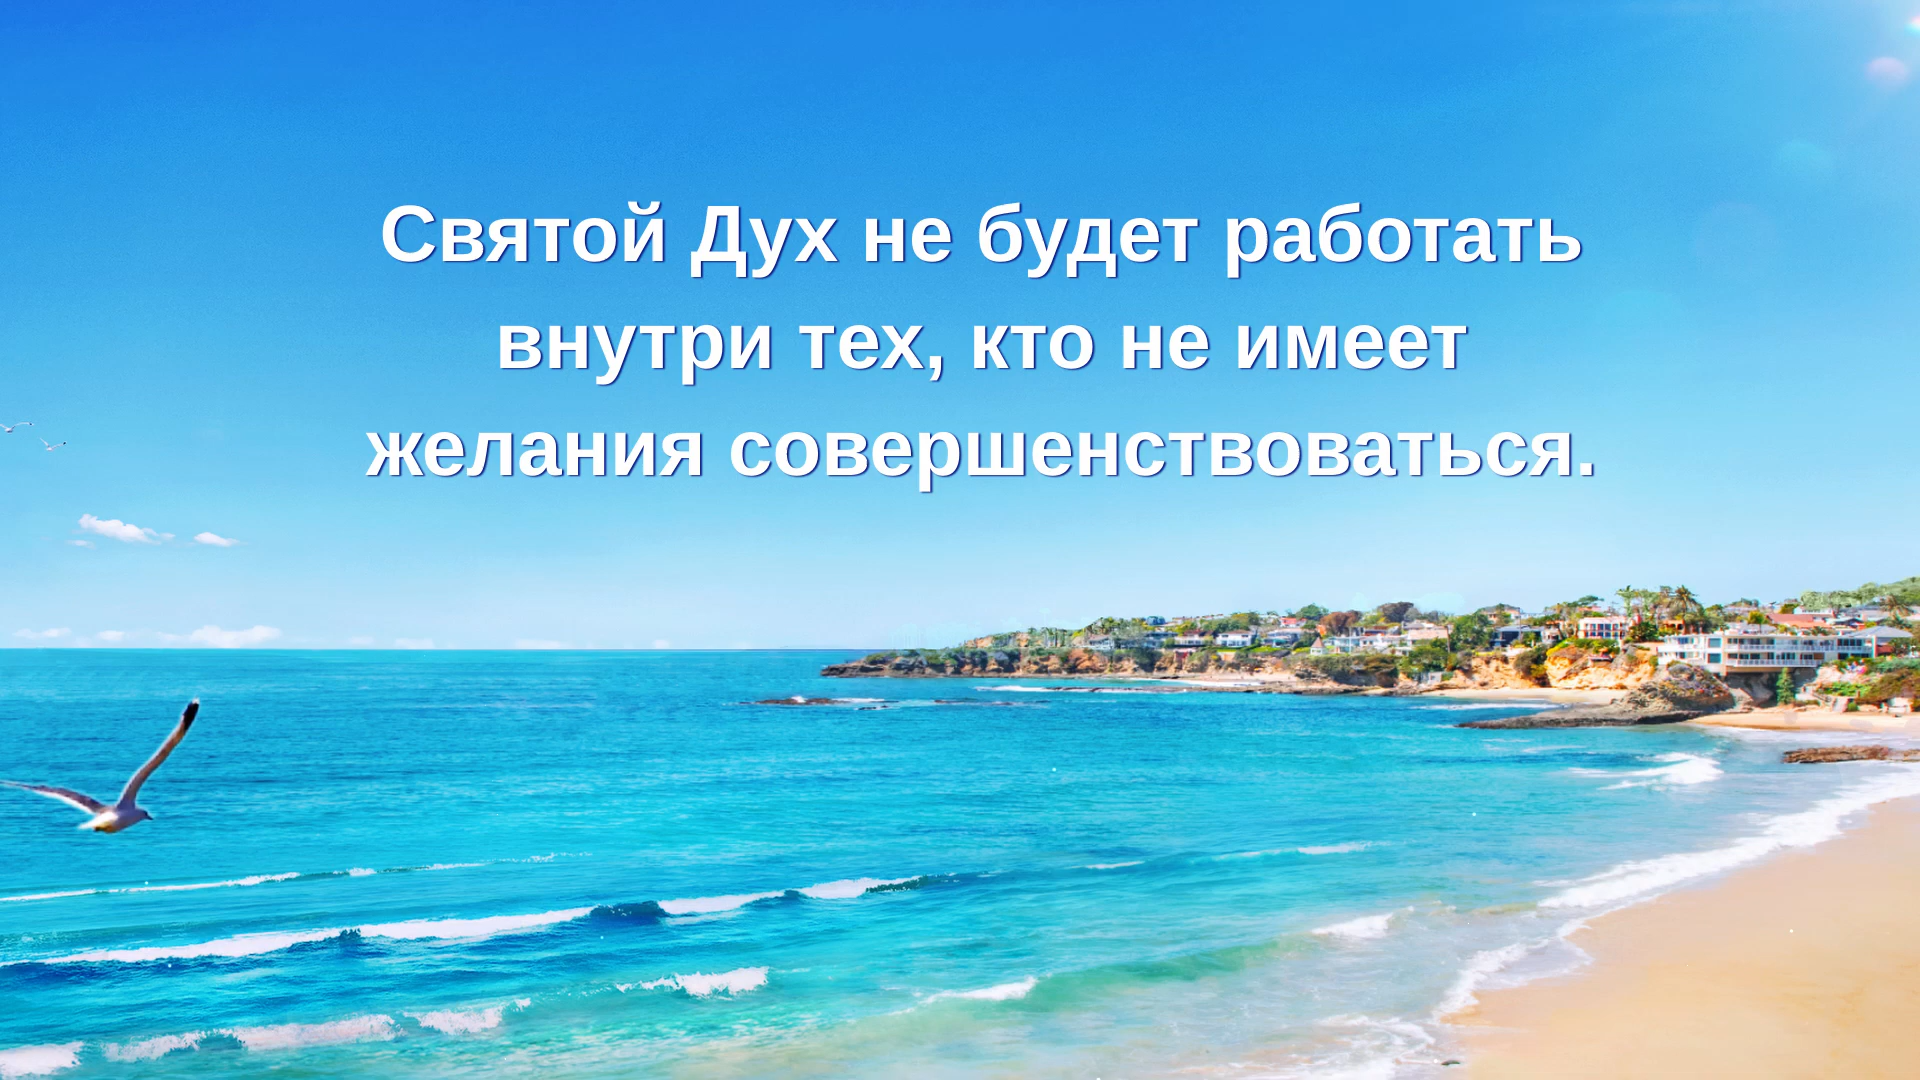 Святой Дух не будет работать
внутри тех, кто не имеет
желания совершенствоваться.